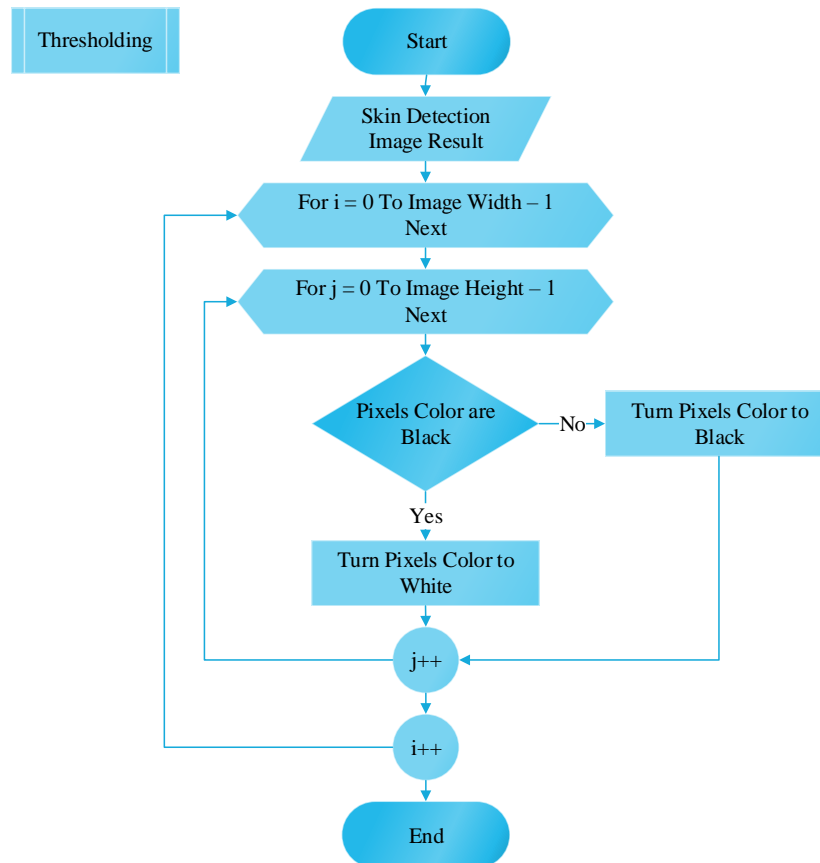 Thresholding
Start
Skin Detection
Image Result
For i = 0 To Image Width – 1
Next
For j = 0 To Image Height – 1
Next
Pixels Color are
Black
No
Turn Pixels Color to
Black
Yes
Turn Pixels Color to
White
j++
i++
End